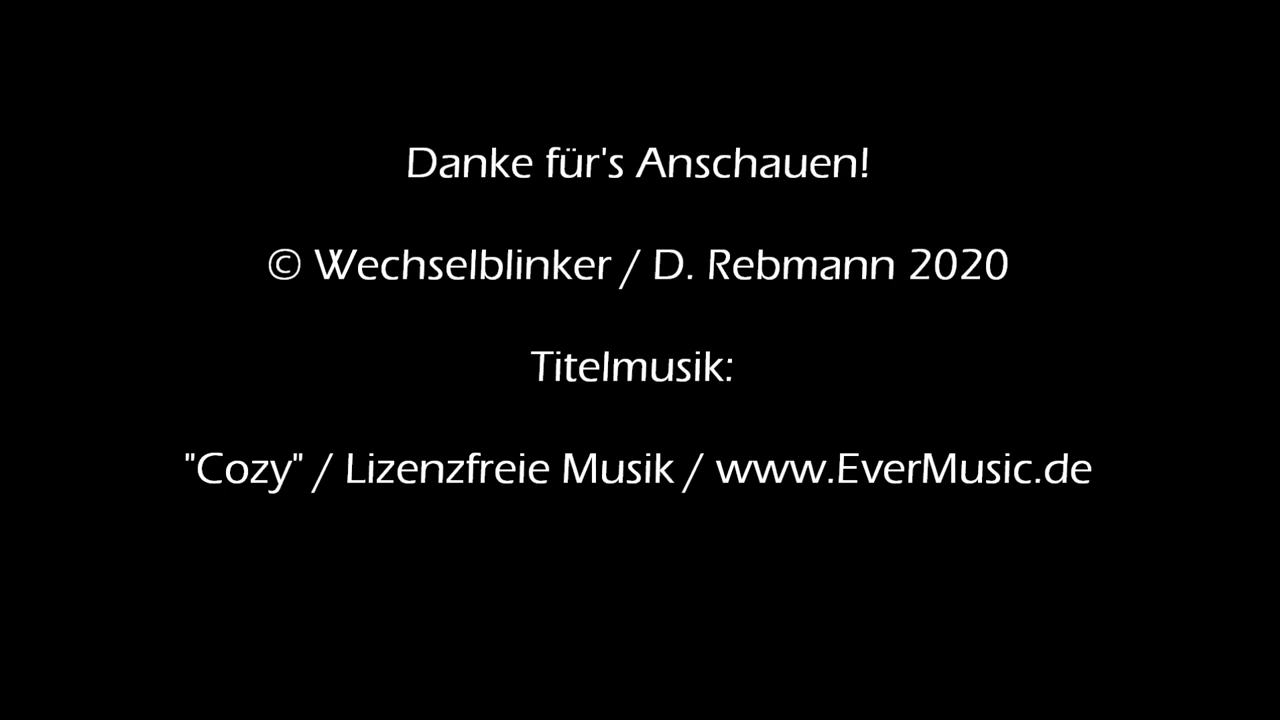 Danke für's Anschauen!
© Wechselblinker / D. Rebmann 2020
Titelmusik:
"Cozy" / Lizenzfreie Musik / www.EverMusic.de